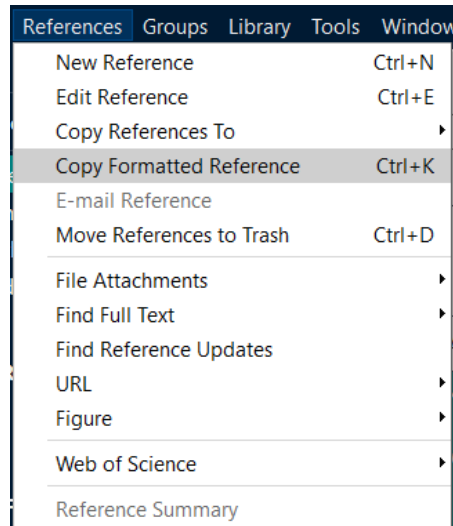 References Groups Library Tools Window
New Reference Ctrl+N
Edit Reference Ctrl+E
Copy References To
Copy Formatted Reference Ctrl+K
E-mail Reference
Move References to Trash Ctrl+D
File Attachments
Find Full Text
Find Reference Updates
URL
Figure
Web of Science
Reference Summary